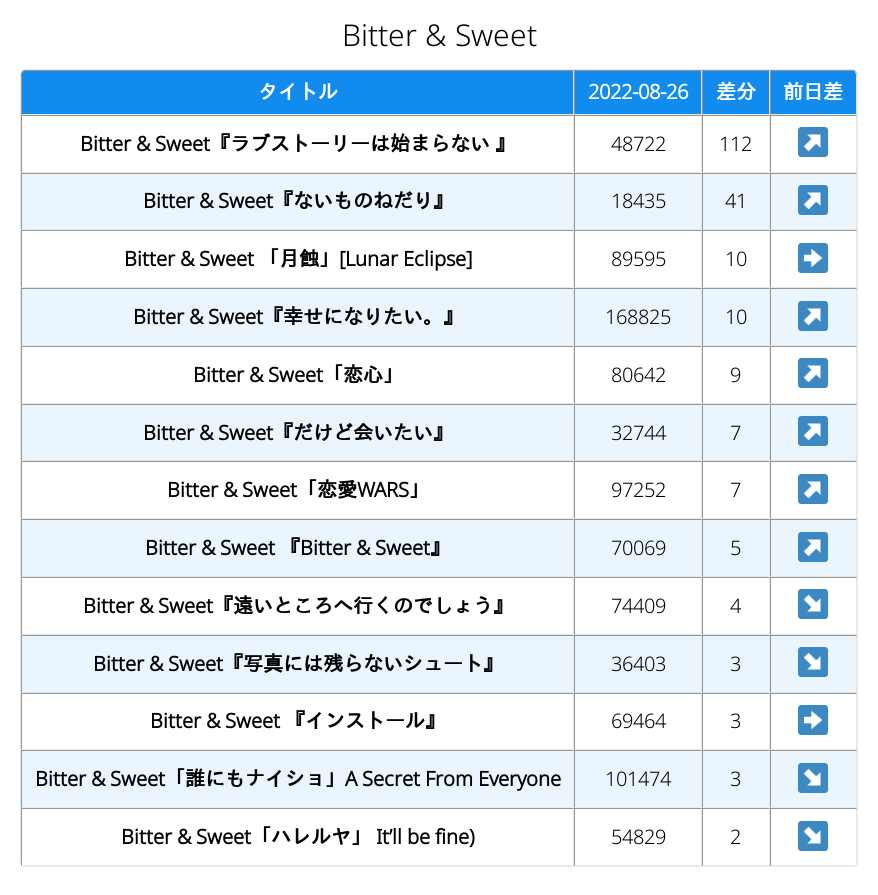 Bitter & Sweet
タイトル 2022-08-26 差分 前日差
Bitter & Sweet『ラブストーリーは始まらない 』 48722 112 ↗
Bitter & Sweet『ないものねだり』 18435 41 ↗
Bitter & Sweet 「月蝕」[Lunar Eclipse] 89595 10 ➡
Bitter & Sweet『幸せになりたい。』 168825 10 ↗
Bitter & Sweet「恋心」 80642 9 ↗
Bitter & Sweet『だけど会いたい』 32744 7 ↗
Bitter & Sweet「恋愛WARS」 97252 7 ↗
Bitter & Sweet 『Bitter & Sweet』 70069 5 ↗
Bitter & Sweet『遠いところへ行くのでしょう』 74409 4 ↘
Bitter & Sweet『写真には残らないシュート』 36403 3 ↘
Bitter & Sweet 『インストール』 69464 3 ➡
Bitter & Sweet「誰にもナイショ」A Secret From Everyone 101474 3 ↘
Bitter & Sweet「ハレルヤ」 It'll be fine) 54829 2 ↘